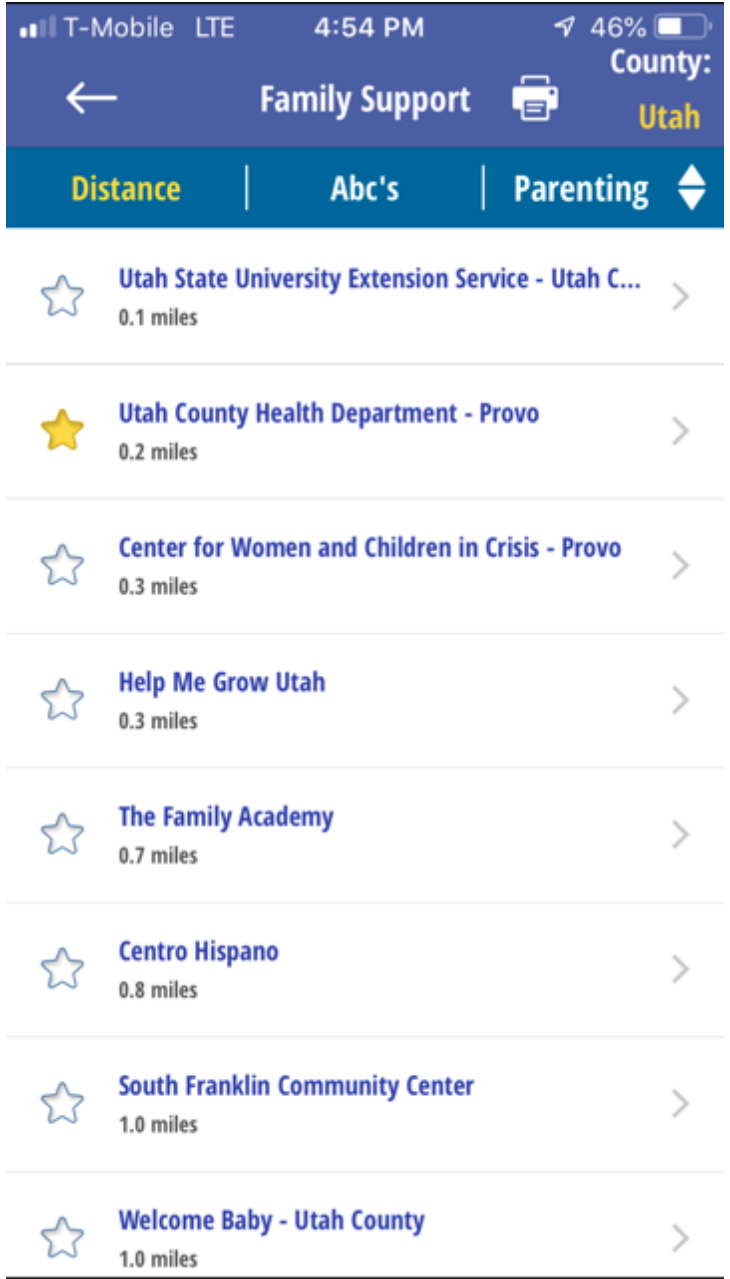 T-Mobile LTE 4:54 PM 46%
County:
Family Support
Utah
Distance | Abc's | Parenting
Utah State University Extension Service - Utah C...
0.1 miles
Utah County Health Department - Provo
0.2 miles
Center for Women and Children in Crisis - Provo
0.3 miles
Help Me Grow Utah
0.3 miles
The Family Academy
0.7 miles
Centro Hispano
0.8 miles
South Franklin Community Center
1.0 miles
Welcome Baby - Utah County
1.0 miles